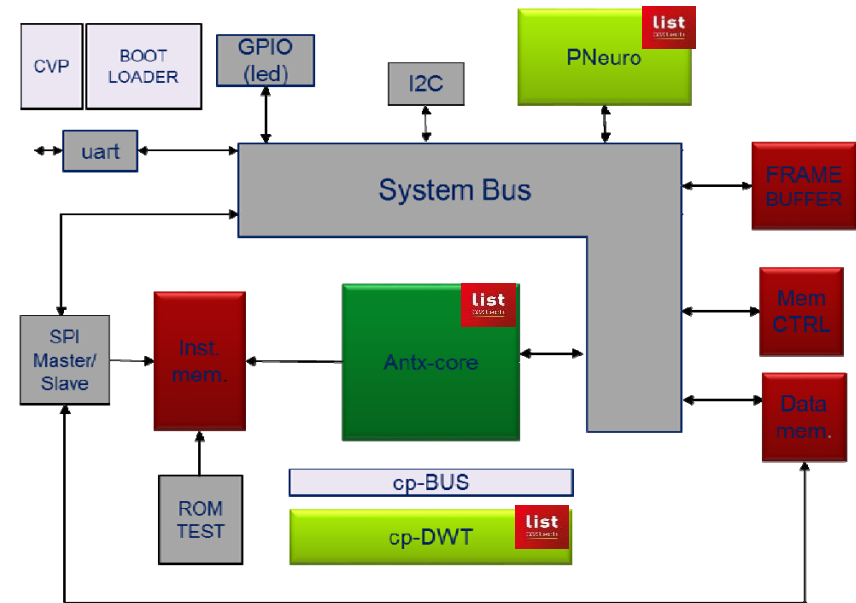 CVP
BOOT
LOADER
GPIO
(led)
I2C
PNeuro
list
uart
System Bus
FRAME
BUFFER
SPI
Master/
Slave
Inst.
mem.
Antx-core
list
Mem
CTRL
Data
mem.
ROM
TEST
cp-BUS
cp-DWT
list